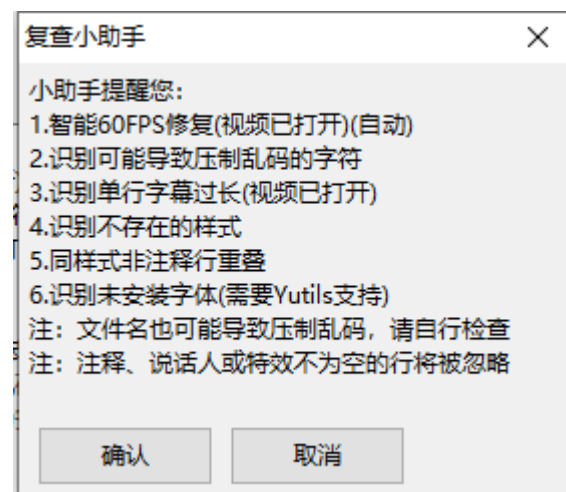 复查小助手
小助手提醒您:
1.智能60FPS修复(视频已打开)(自动)
2.识别可能导致压制乱码的字符
3.识别单行字幕过长(视频已打开)
4.识别不存在的样式
5.同样式非注释行重叠
6.识别未安装字体(需要Yutils支持)
注：文件名也可能导致压制乱码，请自行检查
注：注释、说话人或特效不为空的行将被忽略
确认
取消